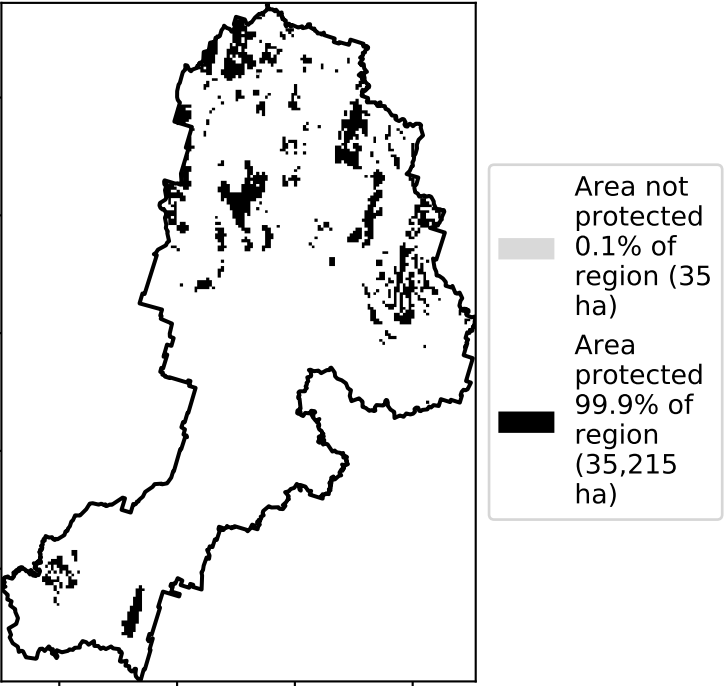 Area not
protected
0.1% of
region (35
ha)
Area
protected
99.9% of
region
(35,215
ha)